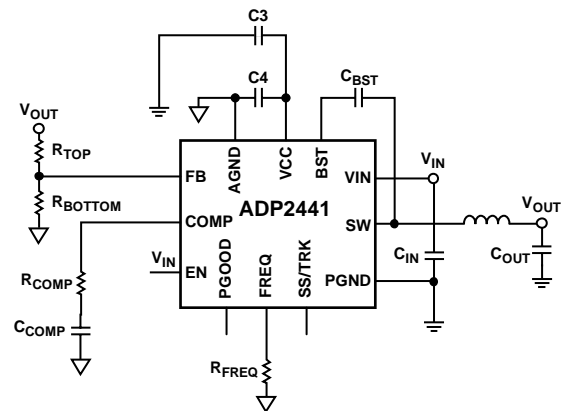 C3
C4
CBST
VOUT
RTOP
RBOTTOM
FB
AGND
VCC
BST
VIN
VIN
ADP2441
COMP
SW
VOUT
VIN
EN
PGOOD
FREQ
SS/TRK
PGND
CIN
COUT
RCOMP
CCOMP
RFREQ